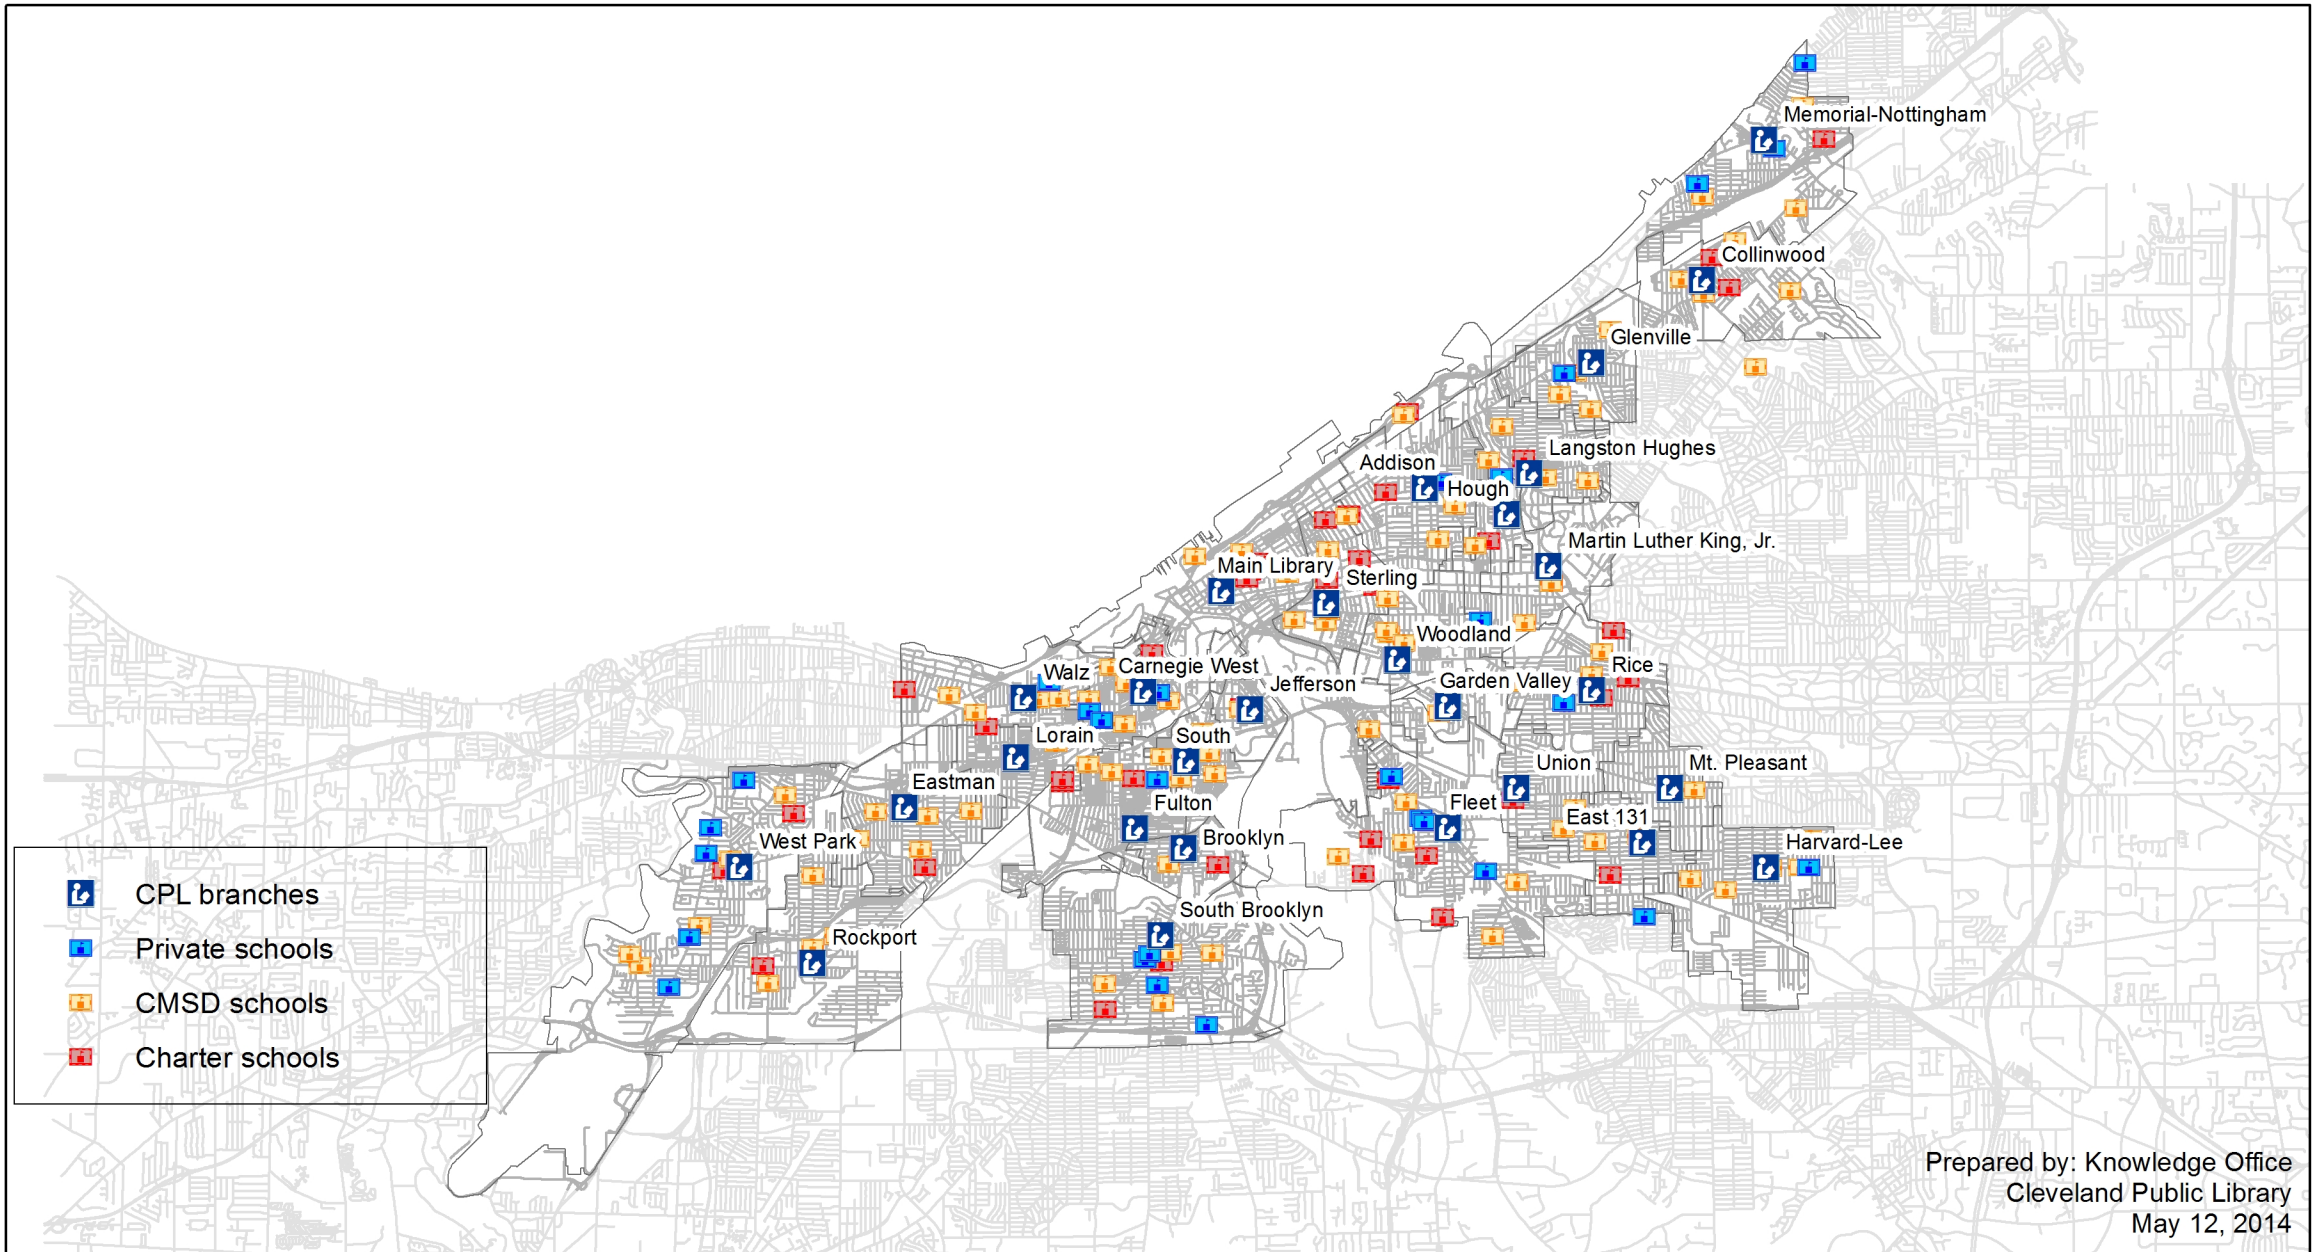 Memorial-Nottingham
Collinwood
Glenville
Langston Hughes
Addison
Hough
Martin Luther King, Jr.
Main Library
Sterling
Woodland
Walz
Carnegie West
Rice
Jefferson
Garden Valley
Lorain
South
Union
Mt. Pleasant
Eastman
Fulton
Fleet
East 131
West Park
Brooklyn
Harvard-Lee
South Brooklyn
Rockport
CPL branches
Private schools
CMSD schools
Charter schools
Prepared by: Knowledge Office
Cleveland Public Library
May 12, 2014